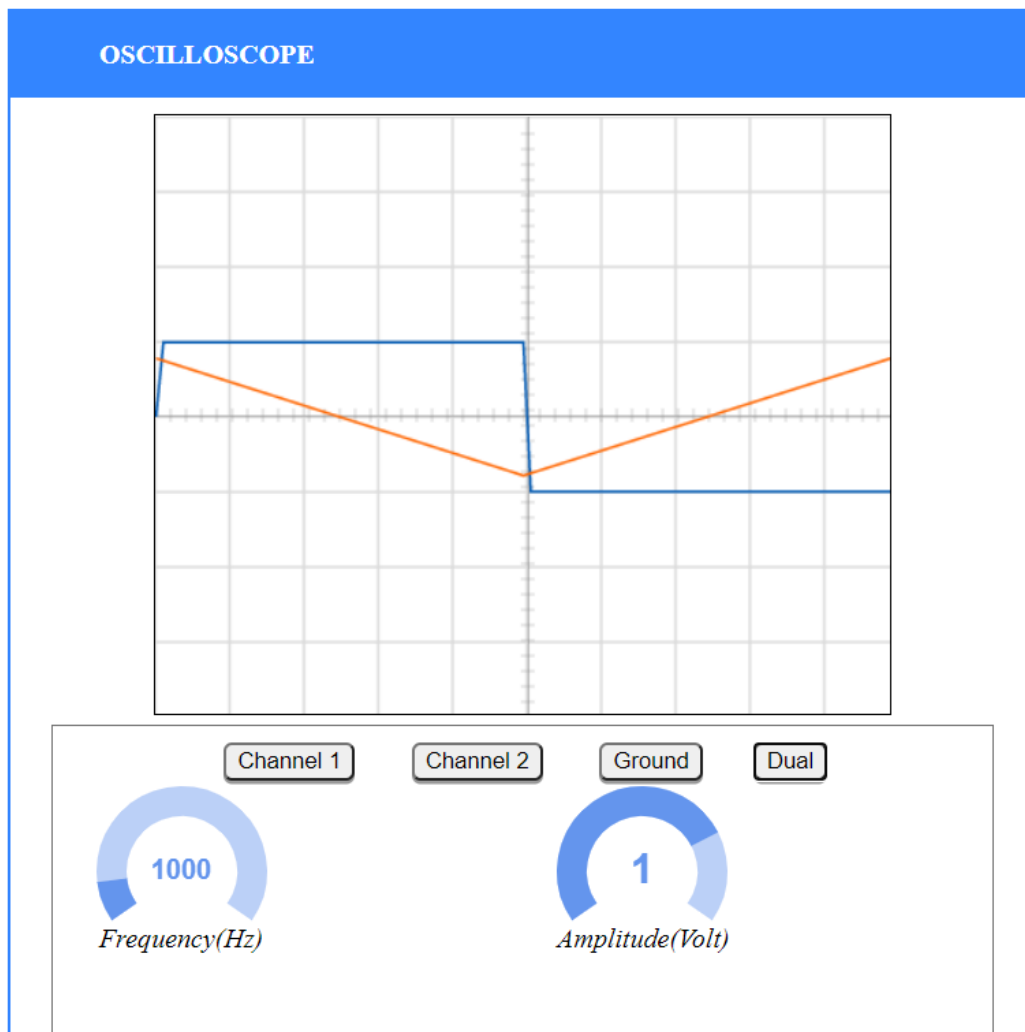 OSCILLOSCOPE
Channel 1 Channel 2 Ground Dual
1000 1
Frequency(Hz) Amplitude(Volt)